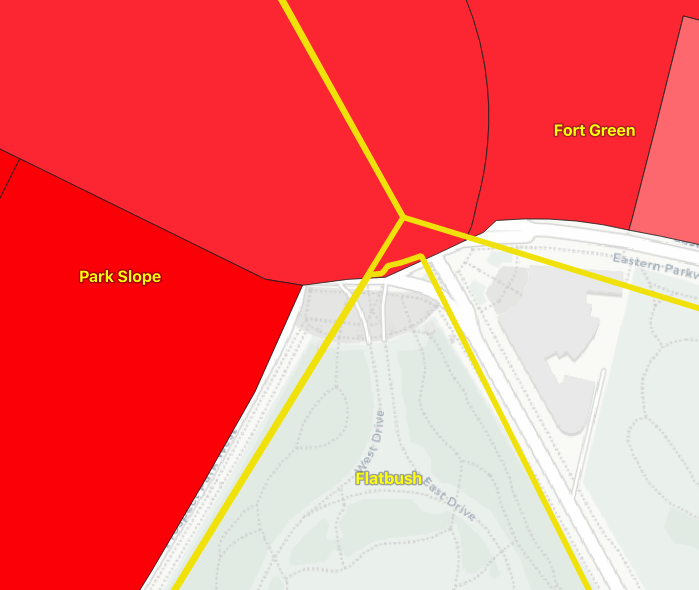 Fort Green
Eastern Parkw
Park Slope
West Drive
Flatbush
East Drive